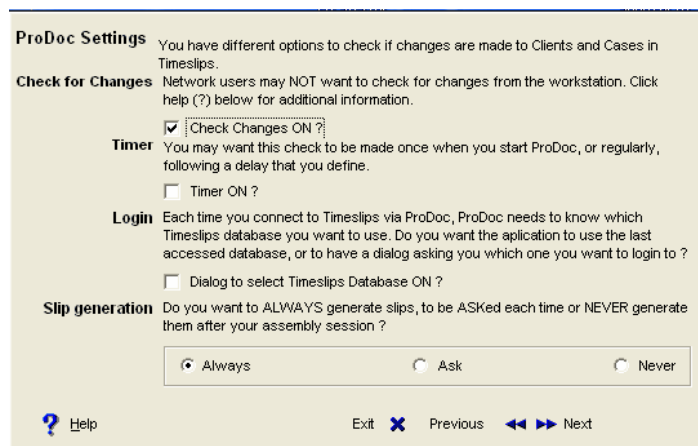 ProDoc Settings
You have different options to check if changes are made to Clients and Cases in
Timeslips.
Check for Changes
Network users may NOT want to check for changes from the workstation. Click
help (?) below for additional information.
Check Changes ON ?
Timer
You may want this check to be made once when you start ProDoc, or regularly,
following a delay that you define.
Timer ON ?
Login
Each time you connect to Timeslips via ProDoc, ProDoc needs to know which
Timeslips database you want to use. Do you want the aplication to use the last
accessed database, or to have a dialog asking you which one you want to login to ?
Dialog to select Timeslips Database ON ?
Slip generation
Do you want to ALWAYS generate slips, to be ASKed each time or NEVER generate
them after your assembly session ?
Always Ask Never
? Help Exit Previous Next